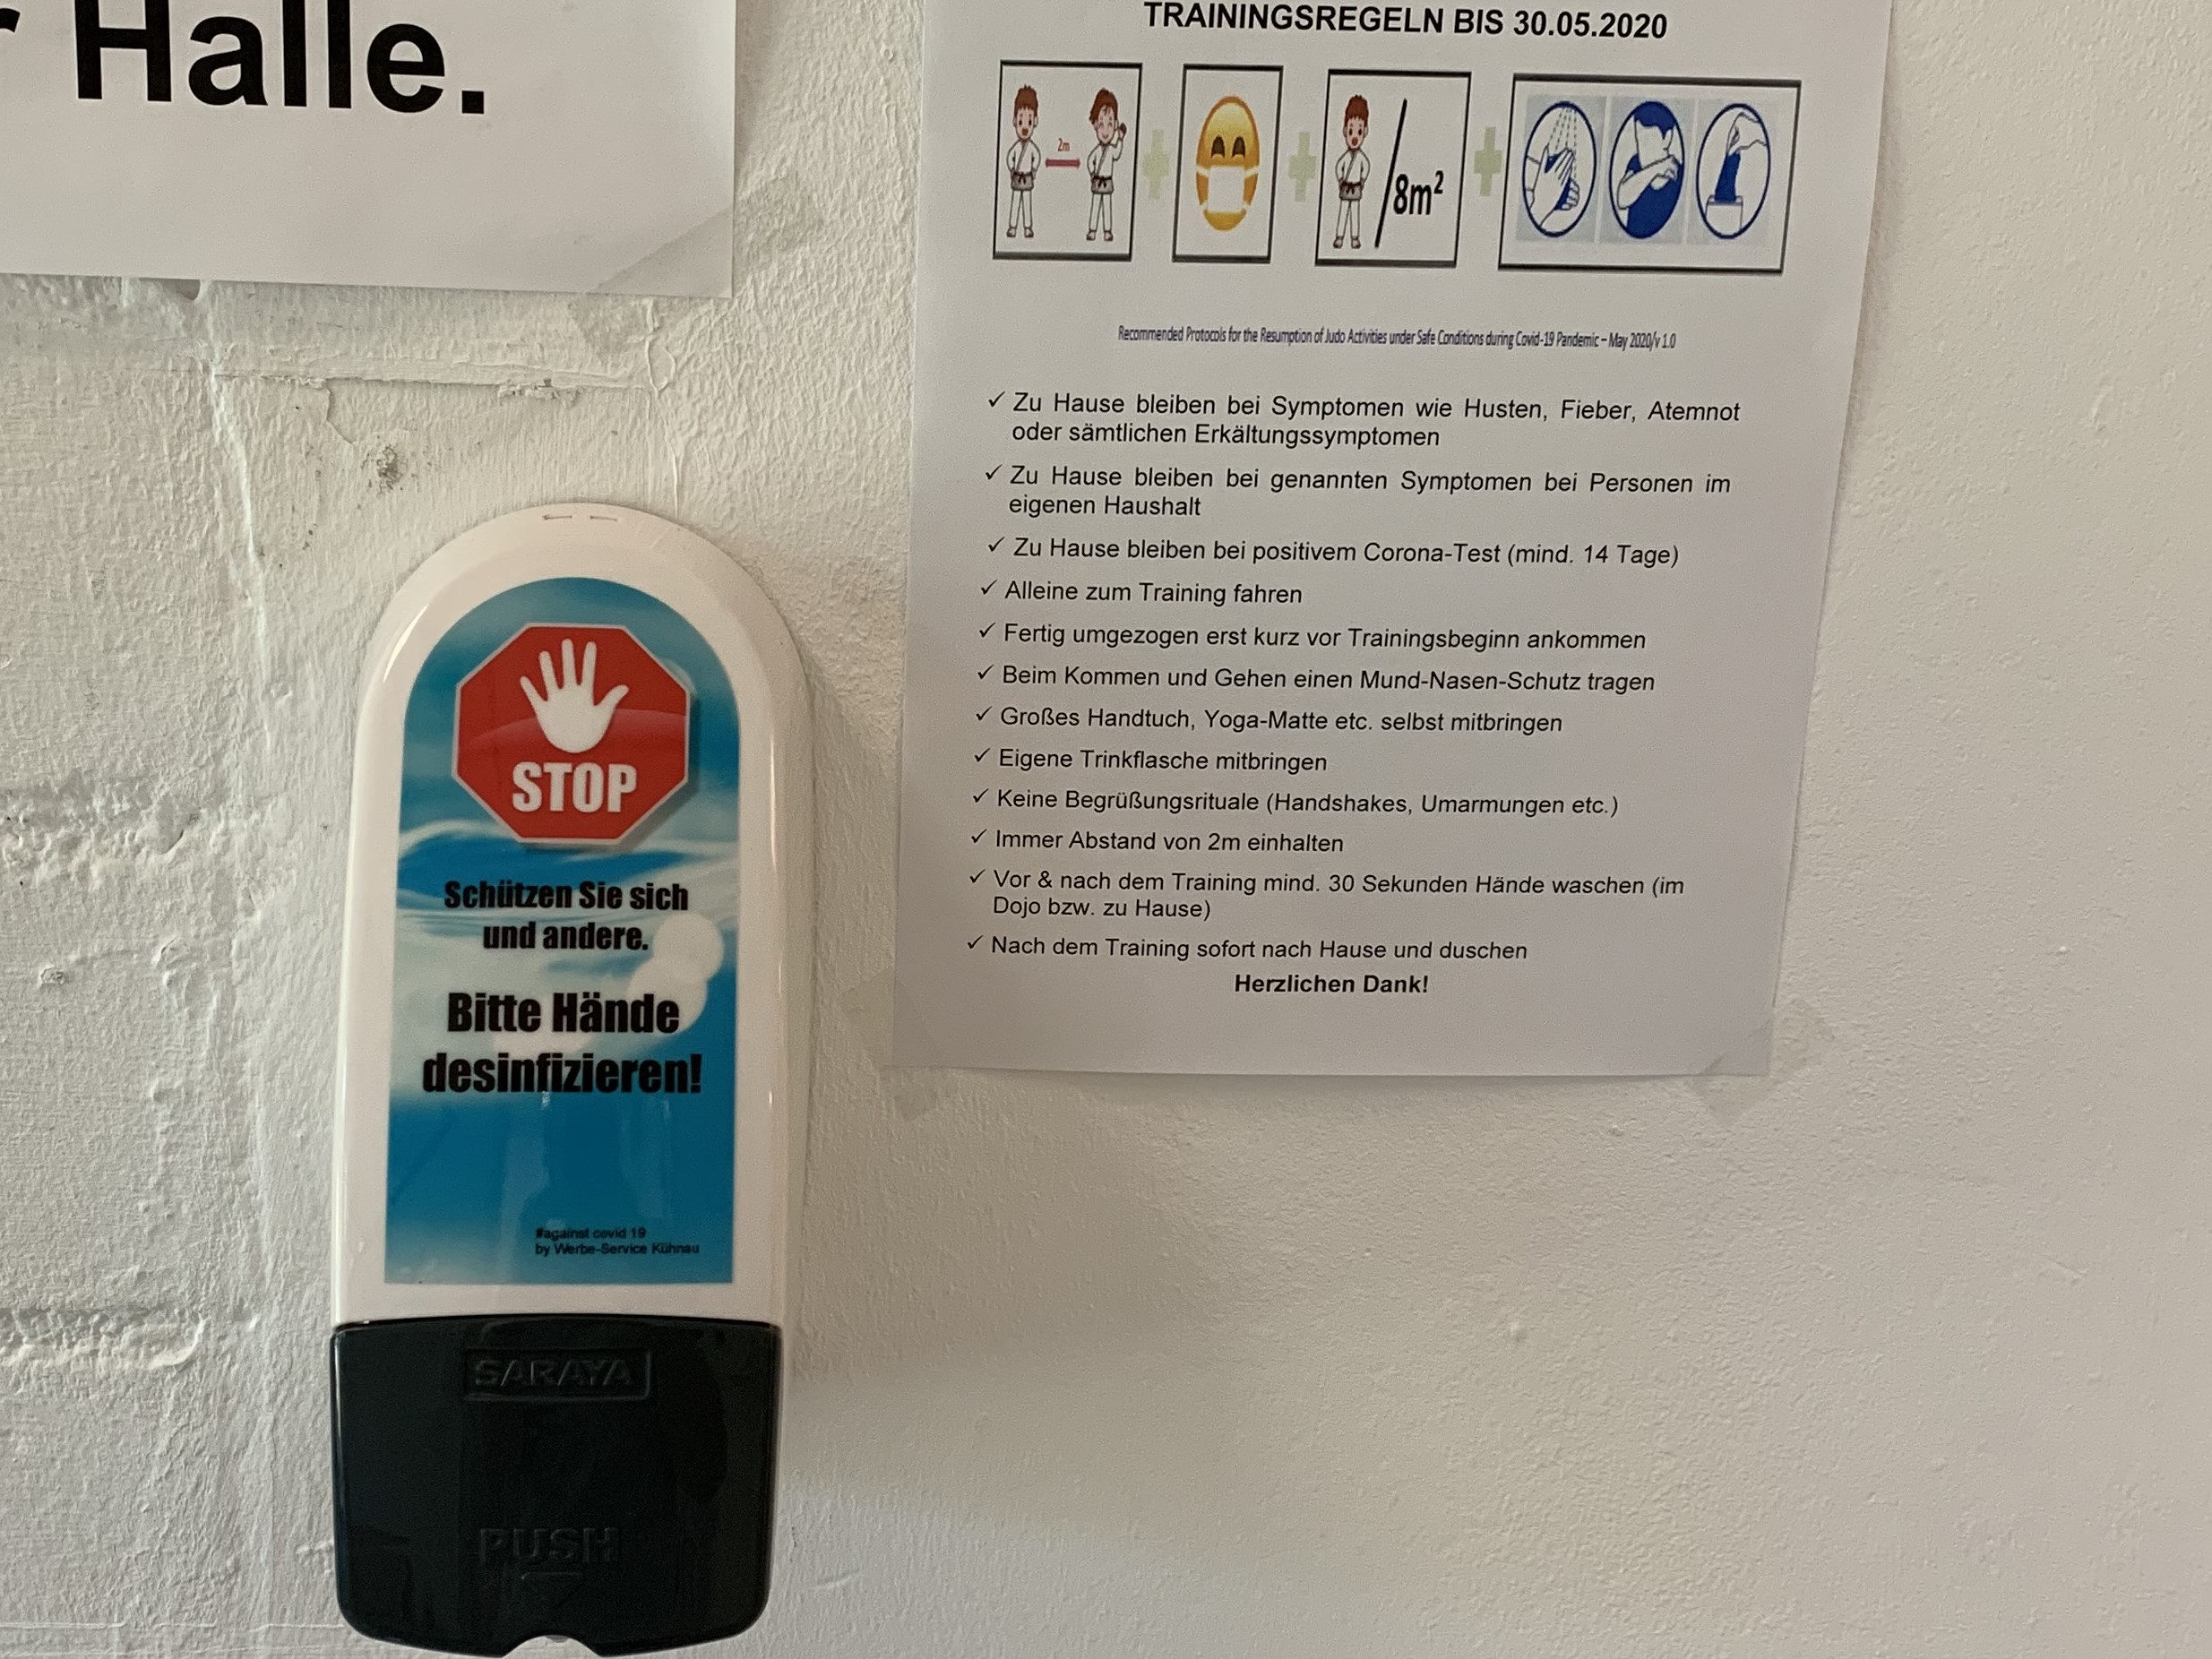 Halle.
TRAININGSREGELN BIS 30.05.2020
2m
/8m²
Recommended Protocols for the Resumption of Judo Activities under Safe Conditions during Covid-19 Pandemic – May 2020/v 1.0
✓ Zu Hause bleiben bei Symptomen wie Husten, Fieber, Atemnot
oder sämtlichen Erkältungssymptomen
✓ Zu Hause bleiben bei genannten Symptomen bei Personen im
eigenen Haushalt
✓ Zu Hause bleiben bei positivem Corona-Test (mind. 14 Tage)
✓ Alleine zum Training fahren
✓ Fertig umgezogen erst kurz vor Trainingsbeginn ankommen
✓ Beim Kommen und Gehen einen Mund-Nasen-Schutz tragen
✓ Großes Handtuch, Yoga-Matte etc. selbst mitbringen
✓ Eigene Trinkflasche mitbringen
✓ Keine Begrüßungsrituale (Handshakes, Umarmungen etc.)
✓ Immer Abstand von 2m einhalten
✓ Vor & nach dem Training mind. 30 Sekunden Hände waschen (im
Dojo bzw. zu Hause)
✓ Nach dem Training sofort nach Hause und duschen
Herzlichen Dank!
STOP
Schützen Sie sich
und andere.
Bitte Hände
desinfizieren!
#against covid 19
by Werbe-Service Kühnau
SARAYA
PUSH